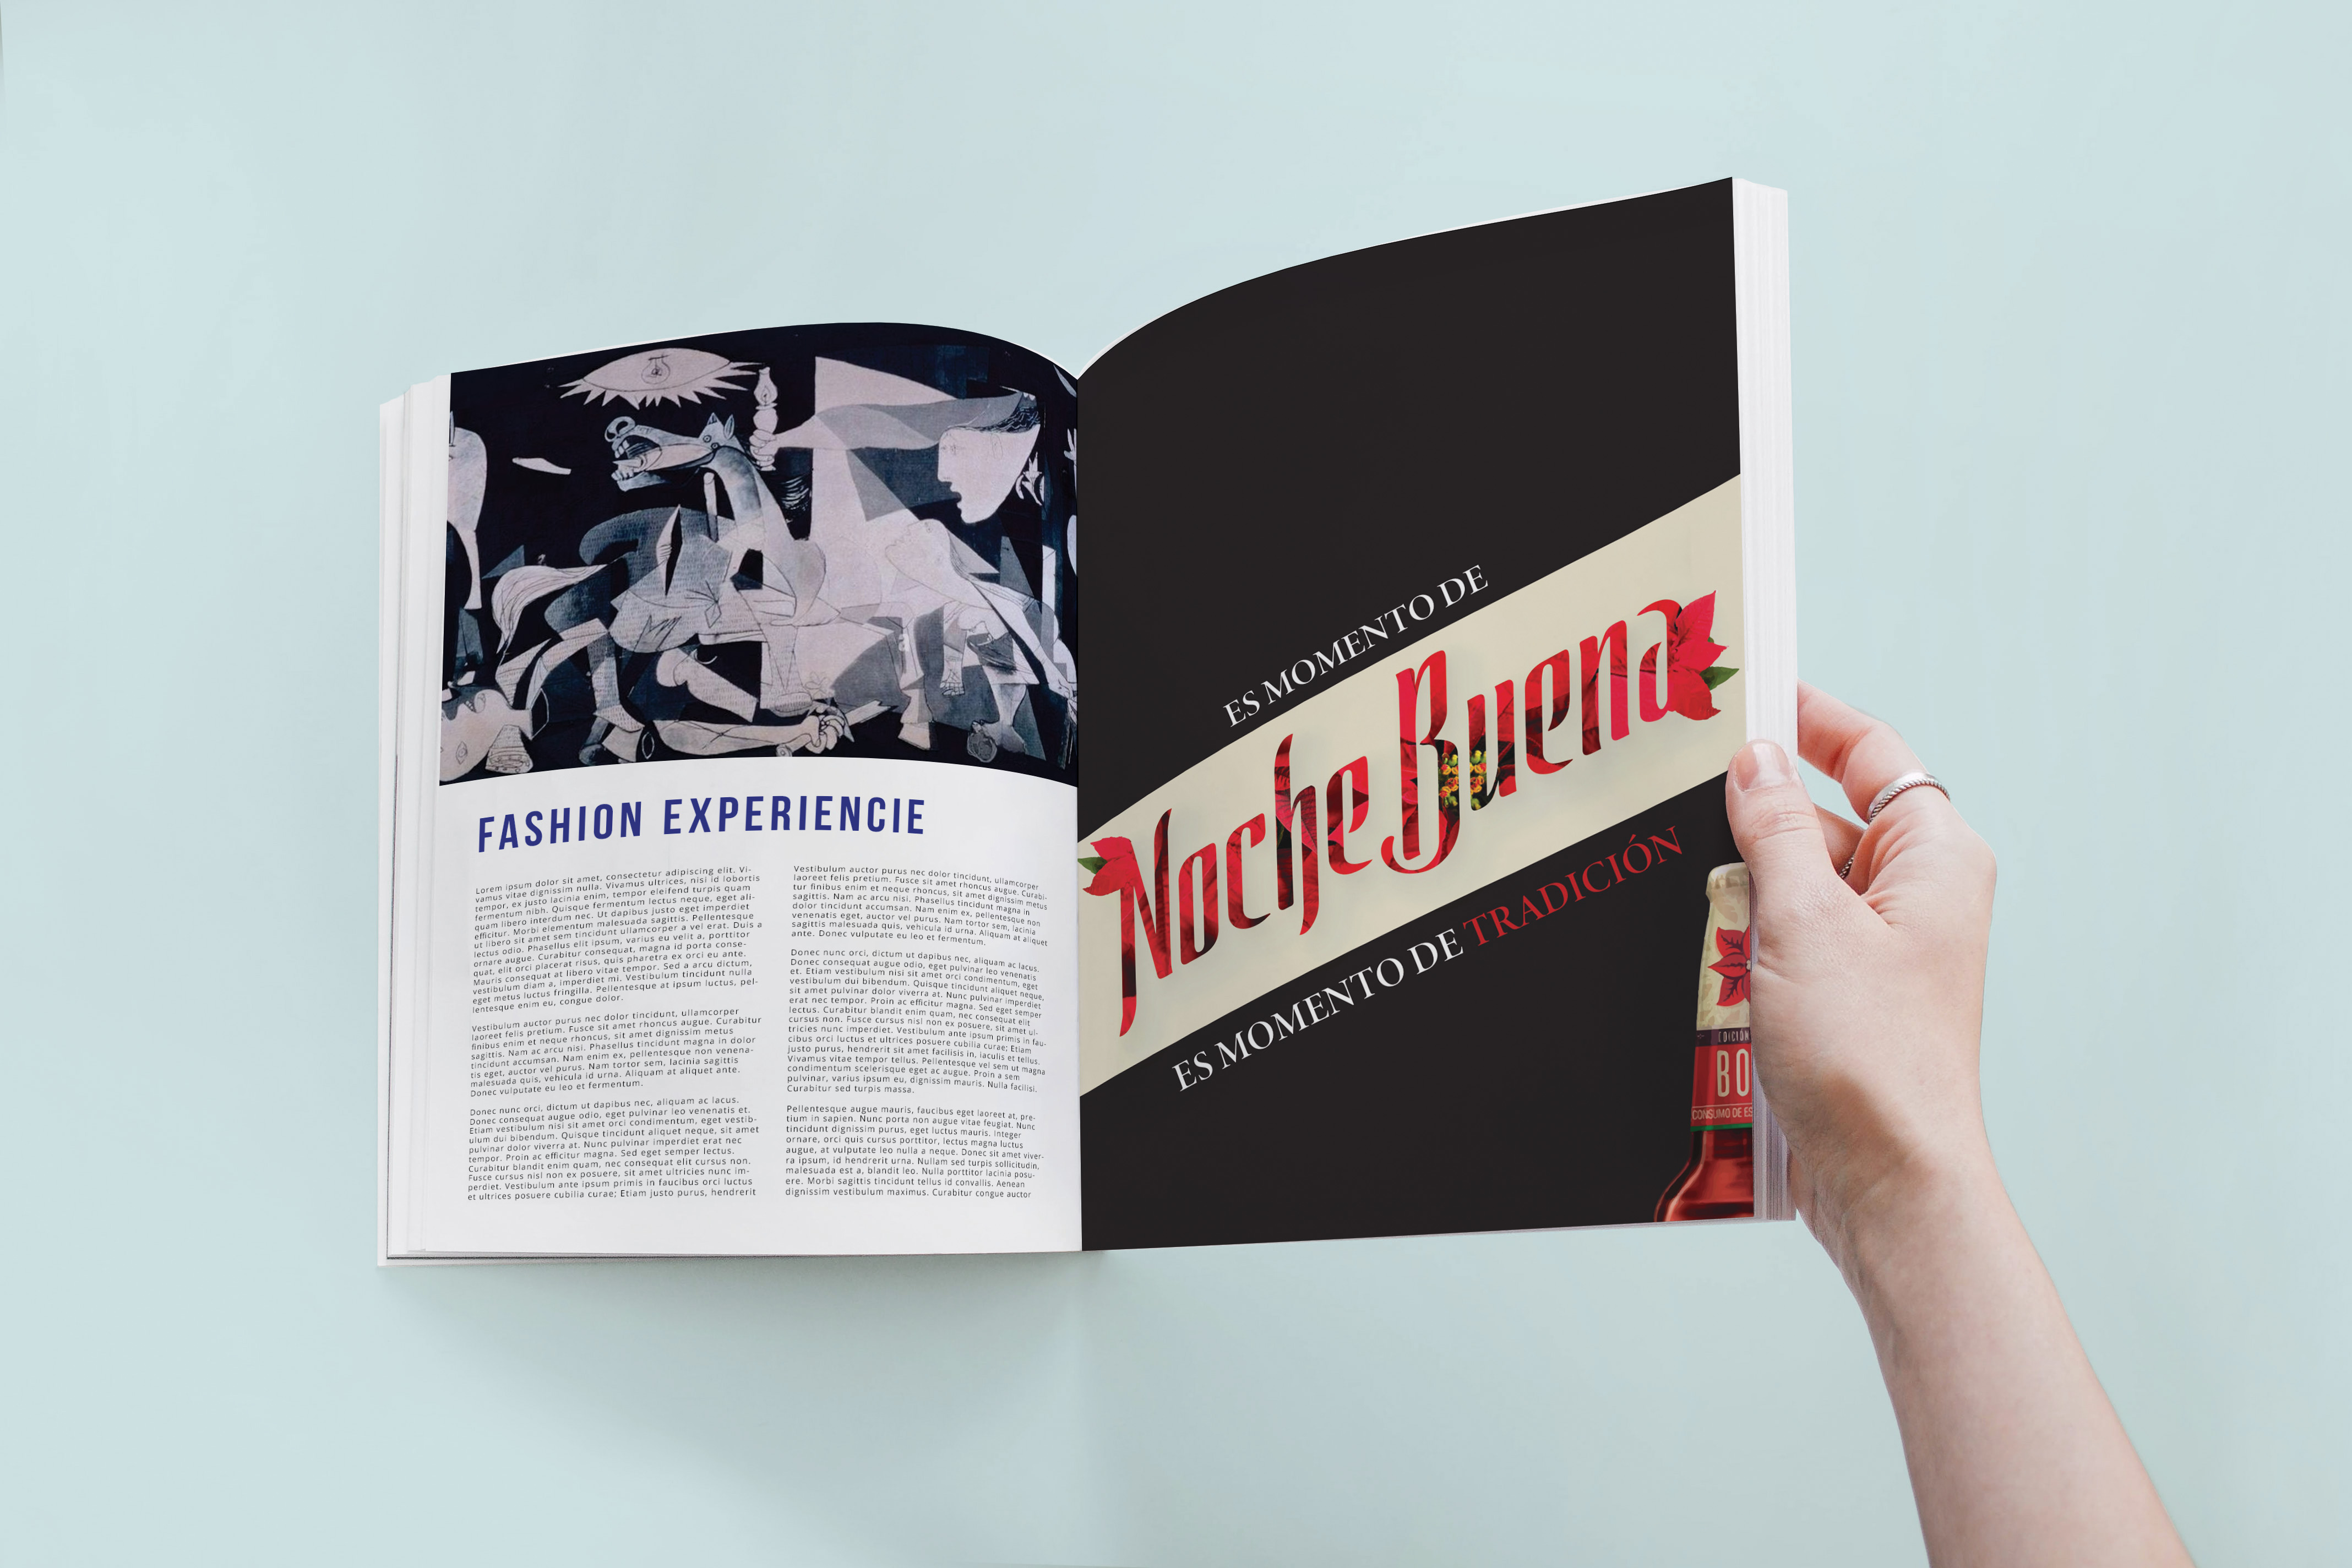 FASHION EXPERIENCIE
Lorem ipsum dolor sit amet, consectetur adipiscing elit. Vi-
vamus vitae dignissim nulla. Vivamus ultrices, nisi id lobortis
tempor, ex justo lacinia enim, tempor eleifend turpis quam
fermentum nibh. Quisque fermentum lectus neque, eget ali-
quam libero interdum nec. Ut dapibus justo eget imperdiet
efficitur. Morbi elementum malesuada sagittis. Pellentesque
ut libero sit amet sem tincidunt ullamcorper a vel erat. Duis a
lectus odio. Phasellus elit ipsum, varius eu velit a, porttitor
ornare augue. Curabitur consequat, magna id porta conse-
quat, elit orci placerat risus, quis pharetra ex orci eu ante.
Mauris consequat at libero vitae tempor. Sed a arcu dictum,
vestibulum diam a, imperdiet mi. Vestibulum tincidunt nulla
eget metus luctus fringilla. Pellentesque at ipsum luctus, pel-
lentesque enim eu, congue dolor.
Vestibulum auctor purus nec dolor tincidunt, ullamcorper
laoreet felis pretium. Fusce sit amet rhoncus augue. Curabitur
finibus enim et neque rhoncus, sit amet dignissim metus
sagittis. Nam ac arcu nisi. Phasellus tincidunt magna in dolor
tincidunt accumsan. Nam enim ex, pellentesque non venena-
tis eget, auctor vel purus. Nam tortor sem, lacinia sagittis
malesuada quis, vehicula id urna. Aliquam at aliquet ante.
Donec vulputate eu leo et fermentum.
Donec nunc orci, dictum ut dapibus nec, aliquam ac lacus.
Donec consequat augue odio, eget pulvinar leo venenatis et.
Etiam vestibulum nisi sit amet orci condimentum, eget vestib-
ulum dui bibendum. Quisque tincidunt aliquet neque, sit amet
pulvinar dolor viverra at. Nunc pulvinar imperdiet erat nec
tempor. Proin ac efficitur magna. Sed eget semper lectus.
Curabitur blandit enim quam, nec consequat elit cursus non.
Fusce cursus nisl non ex posuere, sit amet ultricies nunc im-
perdiet. Vestibulum ante ipsum primis in faucibus orci luctus
et ultrices posuere cubilia curae; Etiam justo purus, hendrerit
Vestibulum auctor purus nec dolor tincidunt, ullamcorper
laoreet felis pretium. Fusce sit amet rhoncus augue. Curabi-
tur finibus enim et neque rhoncus, sit amet dignissim metus
sagittis. Nam ac arcu nisi. Phasellus tincidunt magna in
dolor tincidunt accumsan. Nam enim ex, pellentesque non
venenatis eget, auctor vel purus. Nam tortor sem, lacinia
sagittis malesuada quis, vehicula id urna. Aliquam at aliquet
ante. Donec vulputate eu leo et fermentum.
Donec nunc orci, dictum ut dapibus nec, aliquam ac lacus.
Donec consequat augue odio, eget pulvinar leo venenatis
et. Etiam vestibulum nisi sit amet orci condimentum, eget
vestibulum dui bibendum. Quisque tincidunt aliquet neque,
sit amet pulvinar dolor viverra at. Nunc pulvinar imperdiet
erat nec tempor. Proin ac efficitur magna. Sed eget semper
lectus. Curabitur blandit enim quam, nec consequat elit
cursus non. Fusce cursus nisl non ex posuere, sit amet ul-
tricies nunc imperdiet. Vestibulum ante ipsum primis in fau-
cibus orci luctus et ultrices posuere cubilia curae; Etiam
justo purus, hendrerit sit amet facilisis in, iaculis et tellus.
Vivamus vitae tempor tellus. Pellentesque vel sem ut magna
condimentum scelerisque eget ac augue. Proin a sem
pulvinar, varius ipsum eu, dignissim mauris. Nulla facilisi.
Curabitur sed turpis massa.
Pellentesque augue mauris, faucibus eget laoreet at, pre-
tium in sapien. Nunc porta non augue vitae feugiat. Nunc
tincidunt dignissim purus, eget luctus mauris. Integer
ornare, orci quis cursus porttitor, lectus magna luctus
augue, at vulputate leo nulla a neque. Donec sit amet viver-
ra ipsum, id hendrerit urna. Nullam sed turpis sollicitudin,
malesuada est a, blandit leo. Nulla porttitor lacinia posu-
ere. Morbi sagittis tincidunt tellus id convallis. Aenean
dignissim vestibulum maximus. Curabitur congue auctor
ES MOMENTO DE
Noche Buena
ES MOMENTO DE TRADICIÓN
EDICIÓN
BO
CONSUMO DE ES